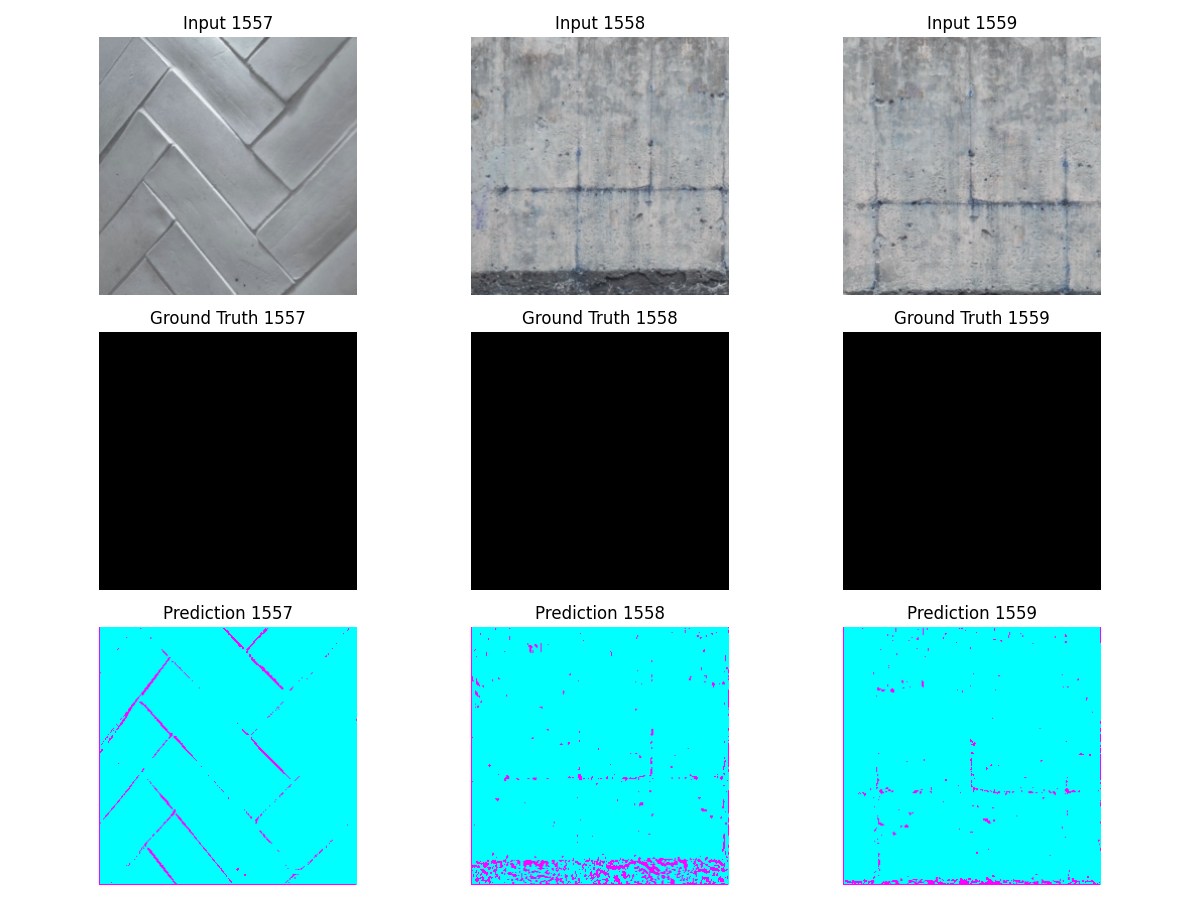 Input 1557
Input 1558
Input 1559
Ground Truth 1557
Ground Truth 1558
Ground Truth 1559
Prediction 1557
Prediction 1558
Prediction 1559